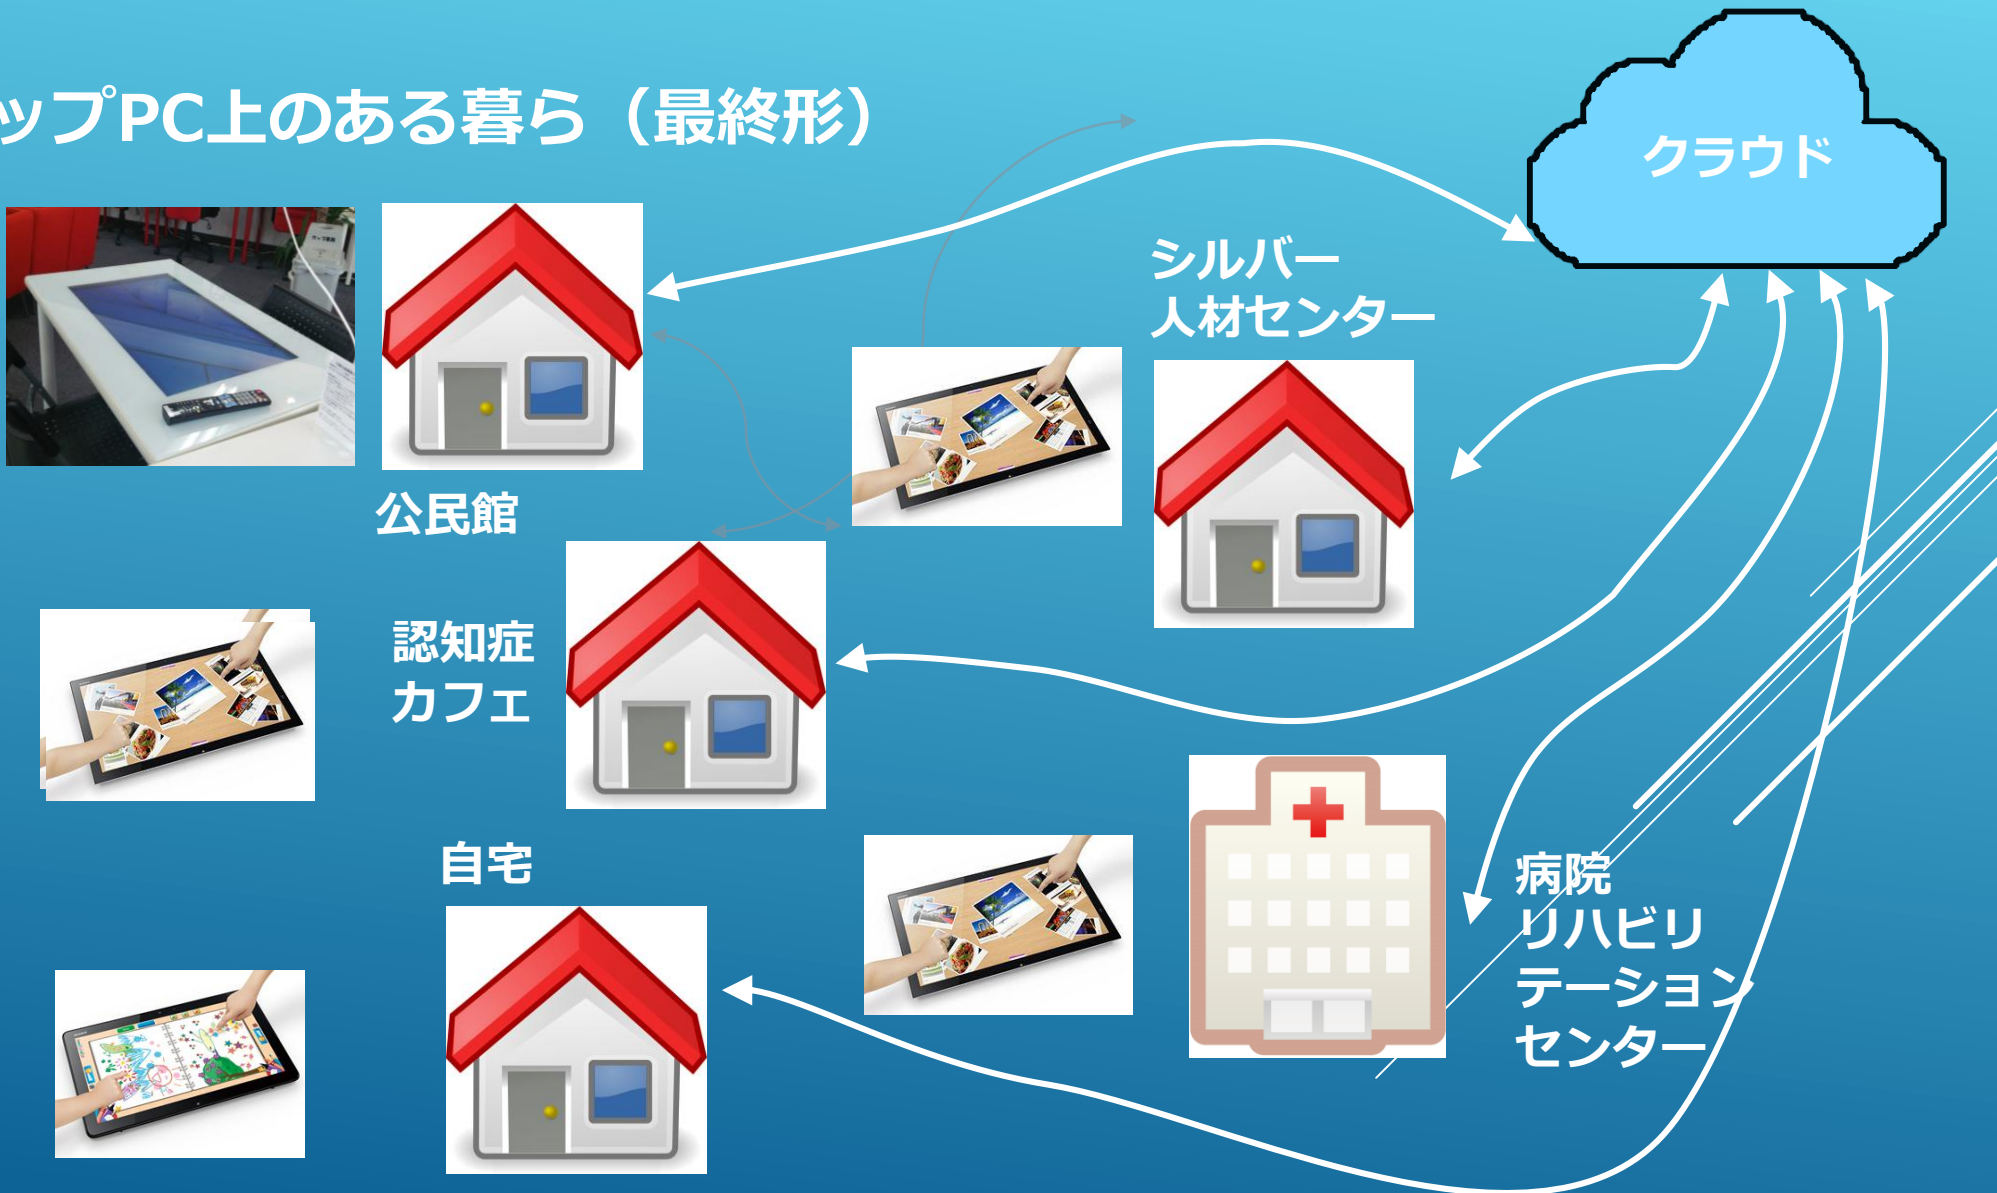 ップPC上のある暮ら（最終形）
クラウド
シルバー
人材センター
公民館
認知症
カフェ
自宅
病院
リハビリ
テーション
センター